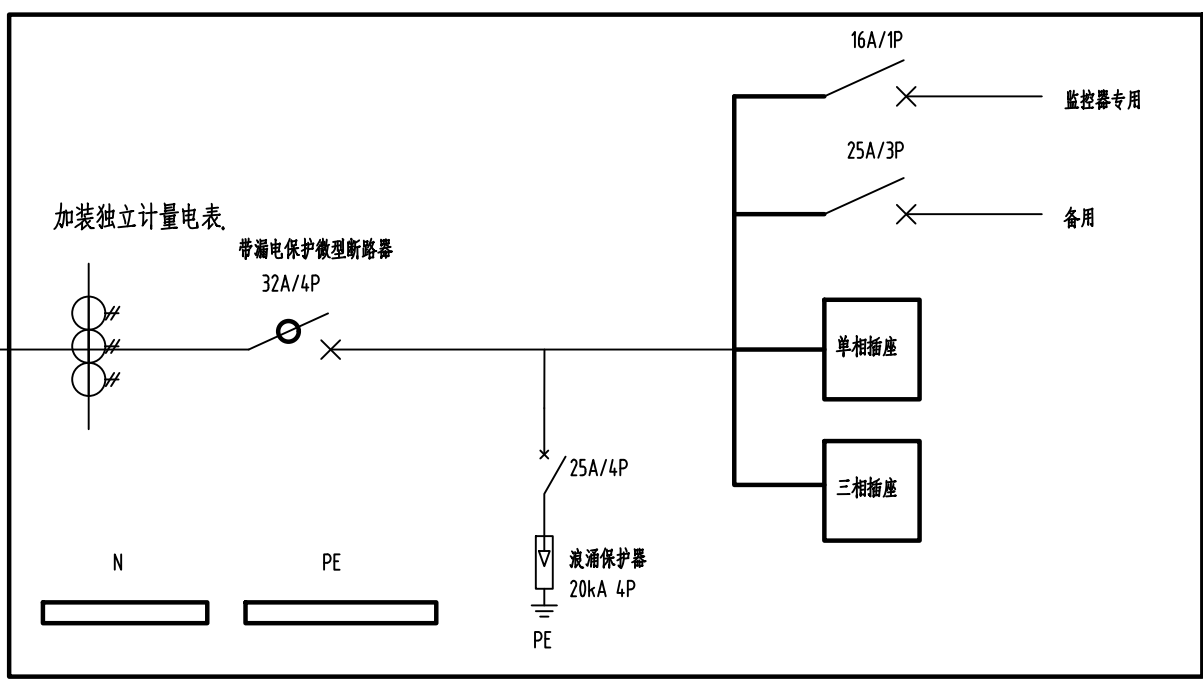 16A/1P
监控器专用
25A/3P
备用
加装独立计量电表.
带漏电保护微型断路器
32A/4P
单相插座
25A/4P
三相插座
浪涌保护器
20kA 4P
PE
N
PE